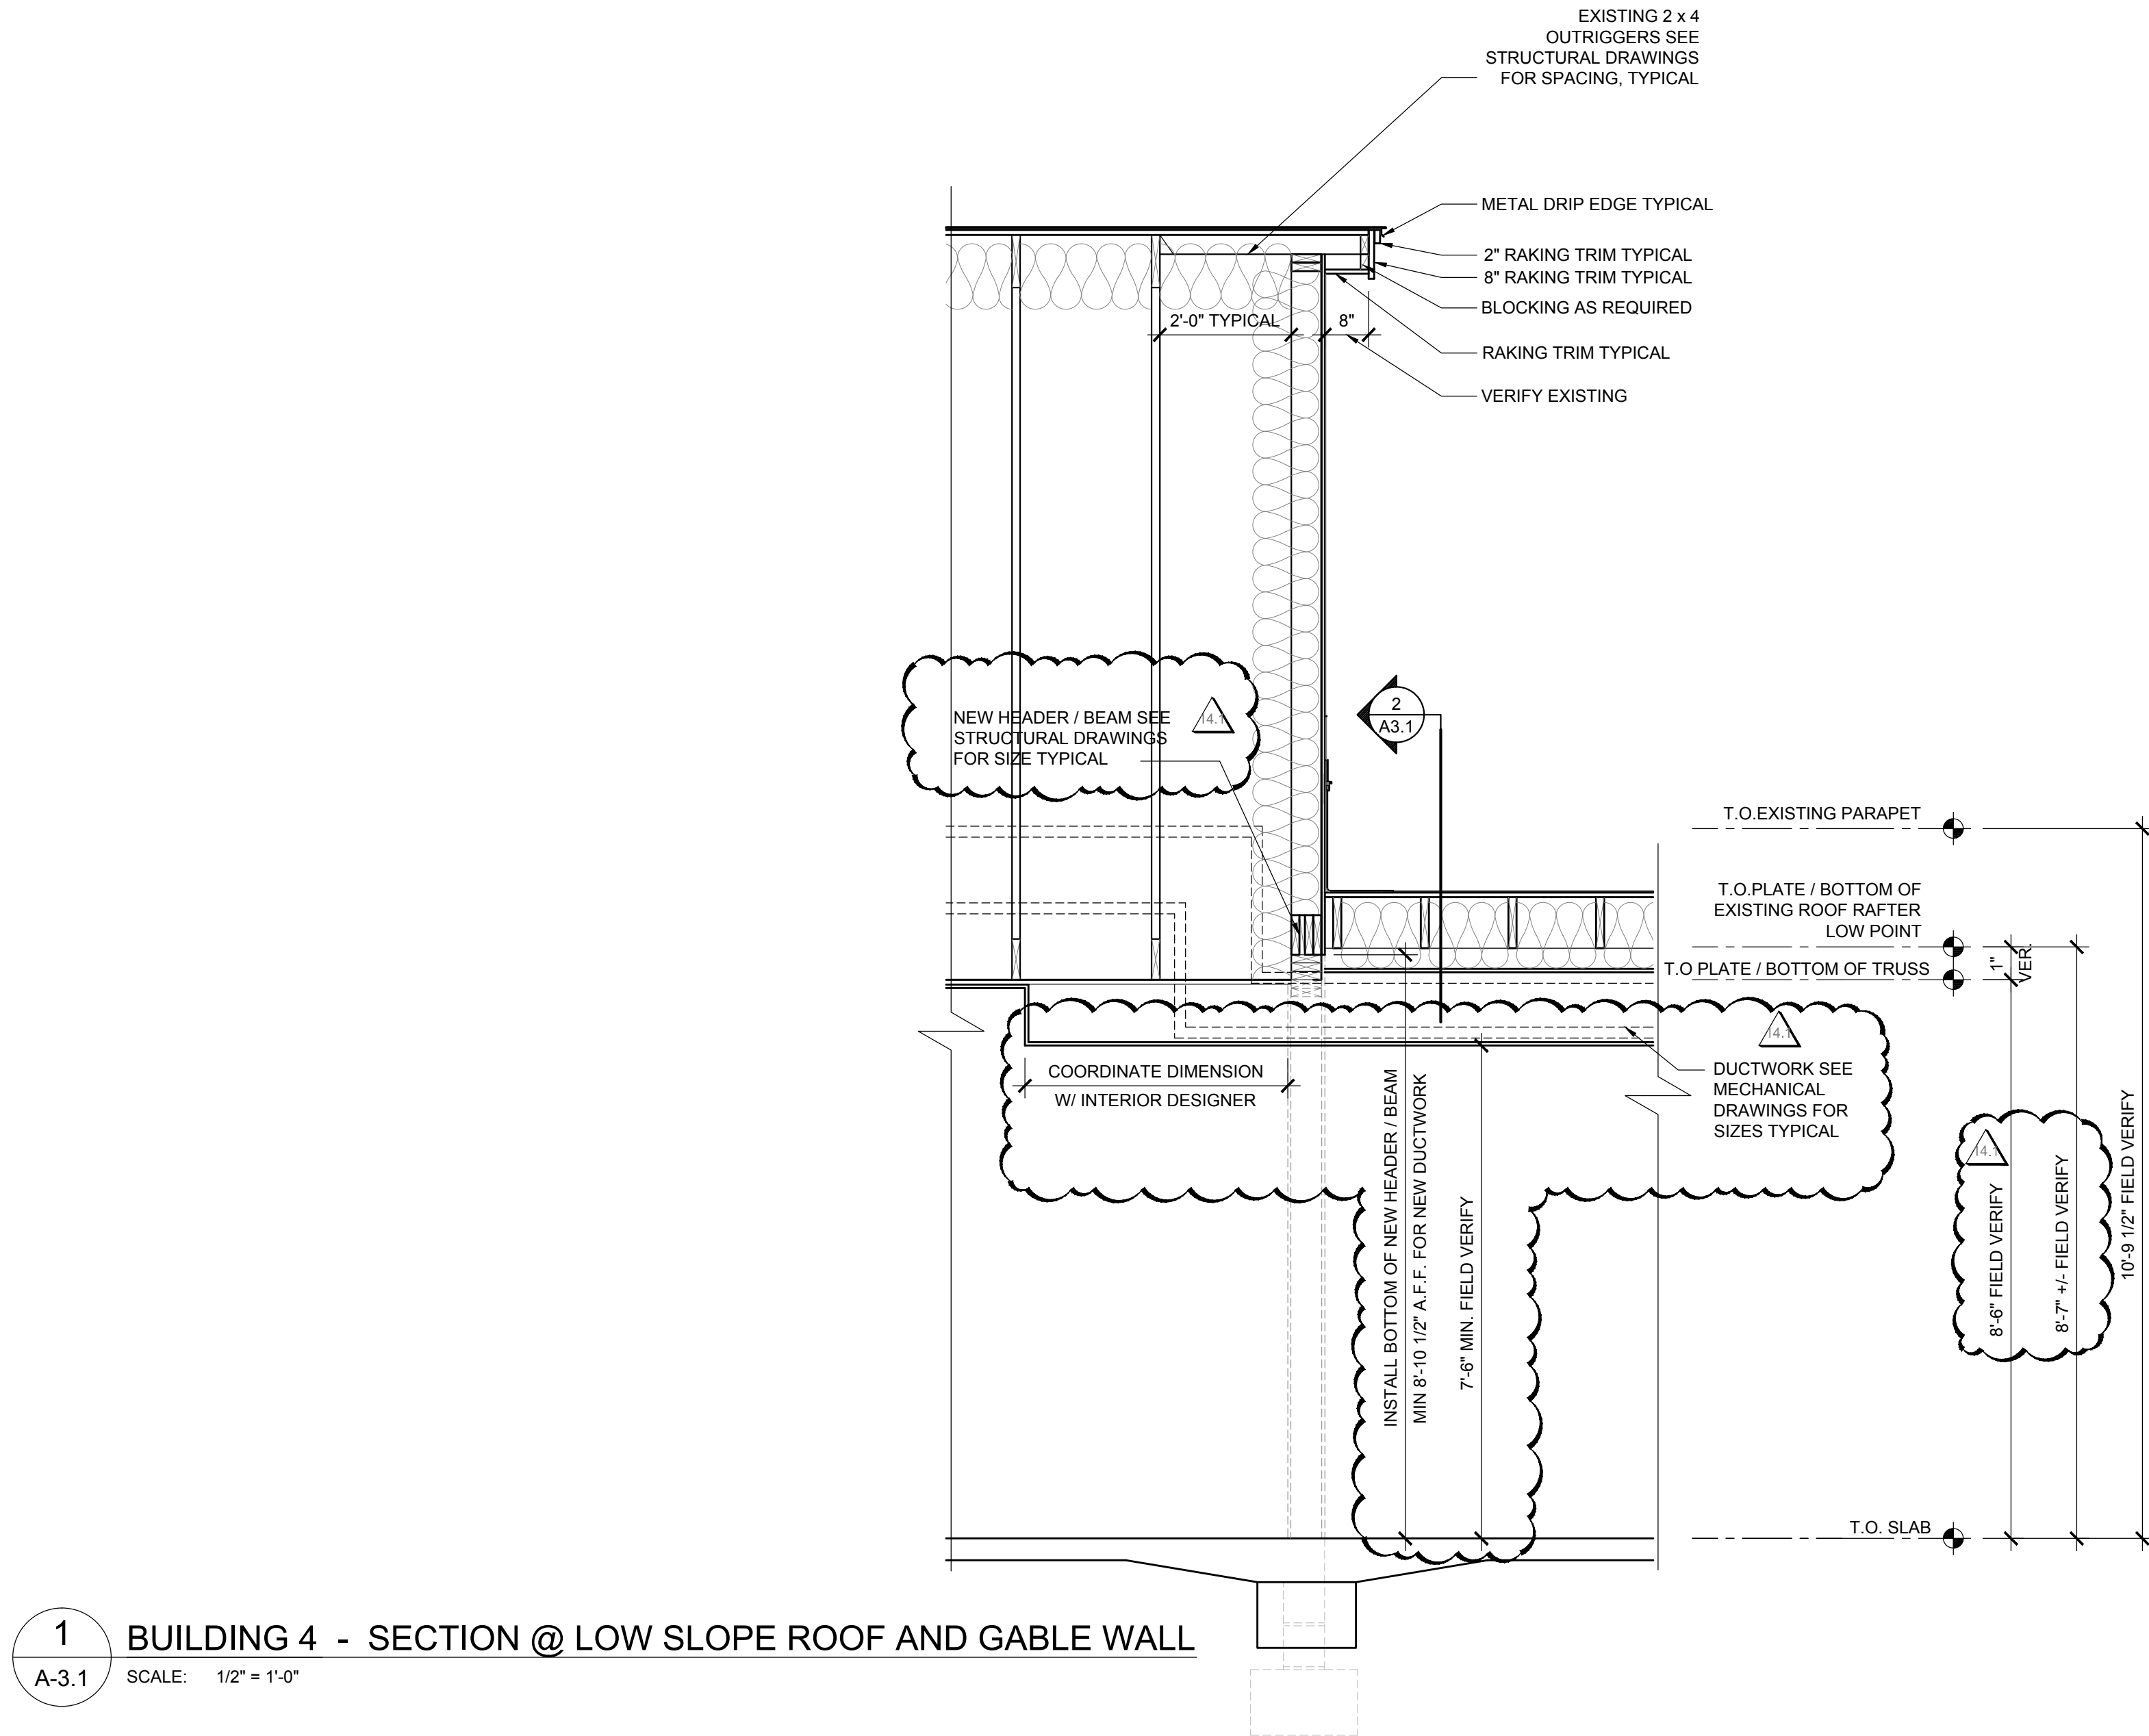 EXISTING 2 x 4
OUTRIGGERS SEE
STRUCTURAL DRAWINGS
FOR SPACING, TYPICAL
METAL DRIP EDGE TYPICAL
2" RAKING TRIM TYPICAL
8" RAKING TRIM TYPICAL
BLOCKING AS REQUIRED
2'-0" TYPICAL
8"
RAKING TRIM TYPICAL
VERIFY EXISTING
NEW HEADER / BEAM SEE
STRUCTURAL DRAWINGS
FOR SIZE TYPICAL
14.1
2
A3.1
T.O.EXISTING PARAPET
T.O.PLATE / BOTTOM OF
EXISTING ROOF RAFTER
LOW POINT
T.O PLATE / BOTTOM OF TRUSS
1"
VER.
14.1
COORDINATE DIMENSION
W/ INTERIOR DESIGNER
DUCTWORK SEE
MECHANICAL
DRAWINGS FOR
SIZES TYPICAL
INSTALL BOTTOM OF NEW HEADER / BEAM
MIN 8'-10 1/2" A.F.F. FOR NEW DUCTWORK
7'-6" MIN. FIELD VERIFY
14.1
8'-6" FIELD VERIFY
8'-7" +/- FIELD VERIFY
10'-9 1/2" FIELD VERIFY
T.O. SLAB
1
A-3.1
BUILDING 4 - SECTION @ LOW SLOPE ROOF AND GABLE WALL
SCALE: 1/2" = 1'-0"